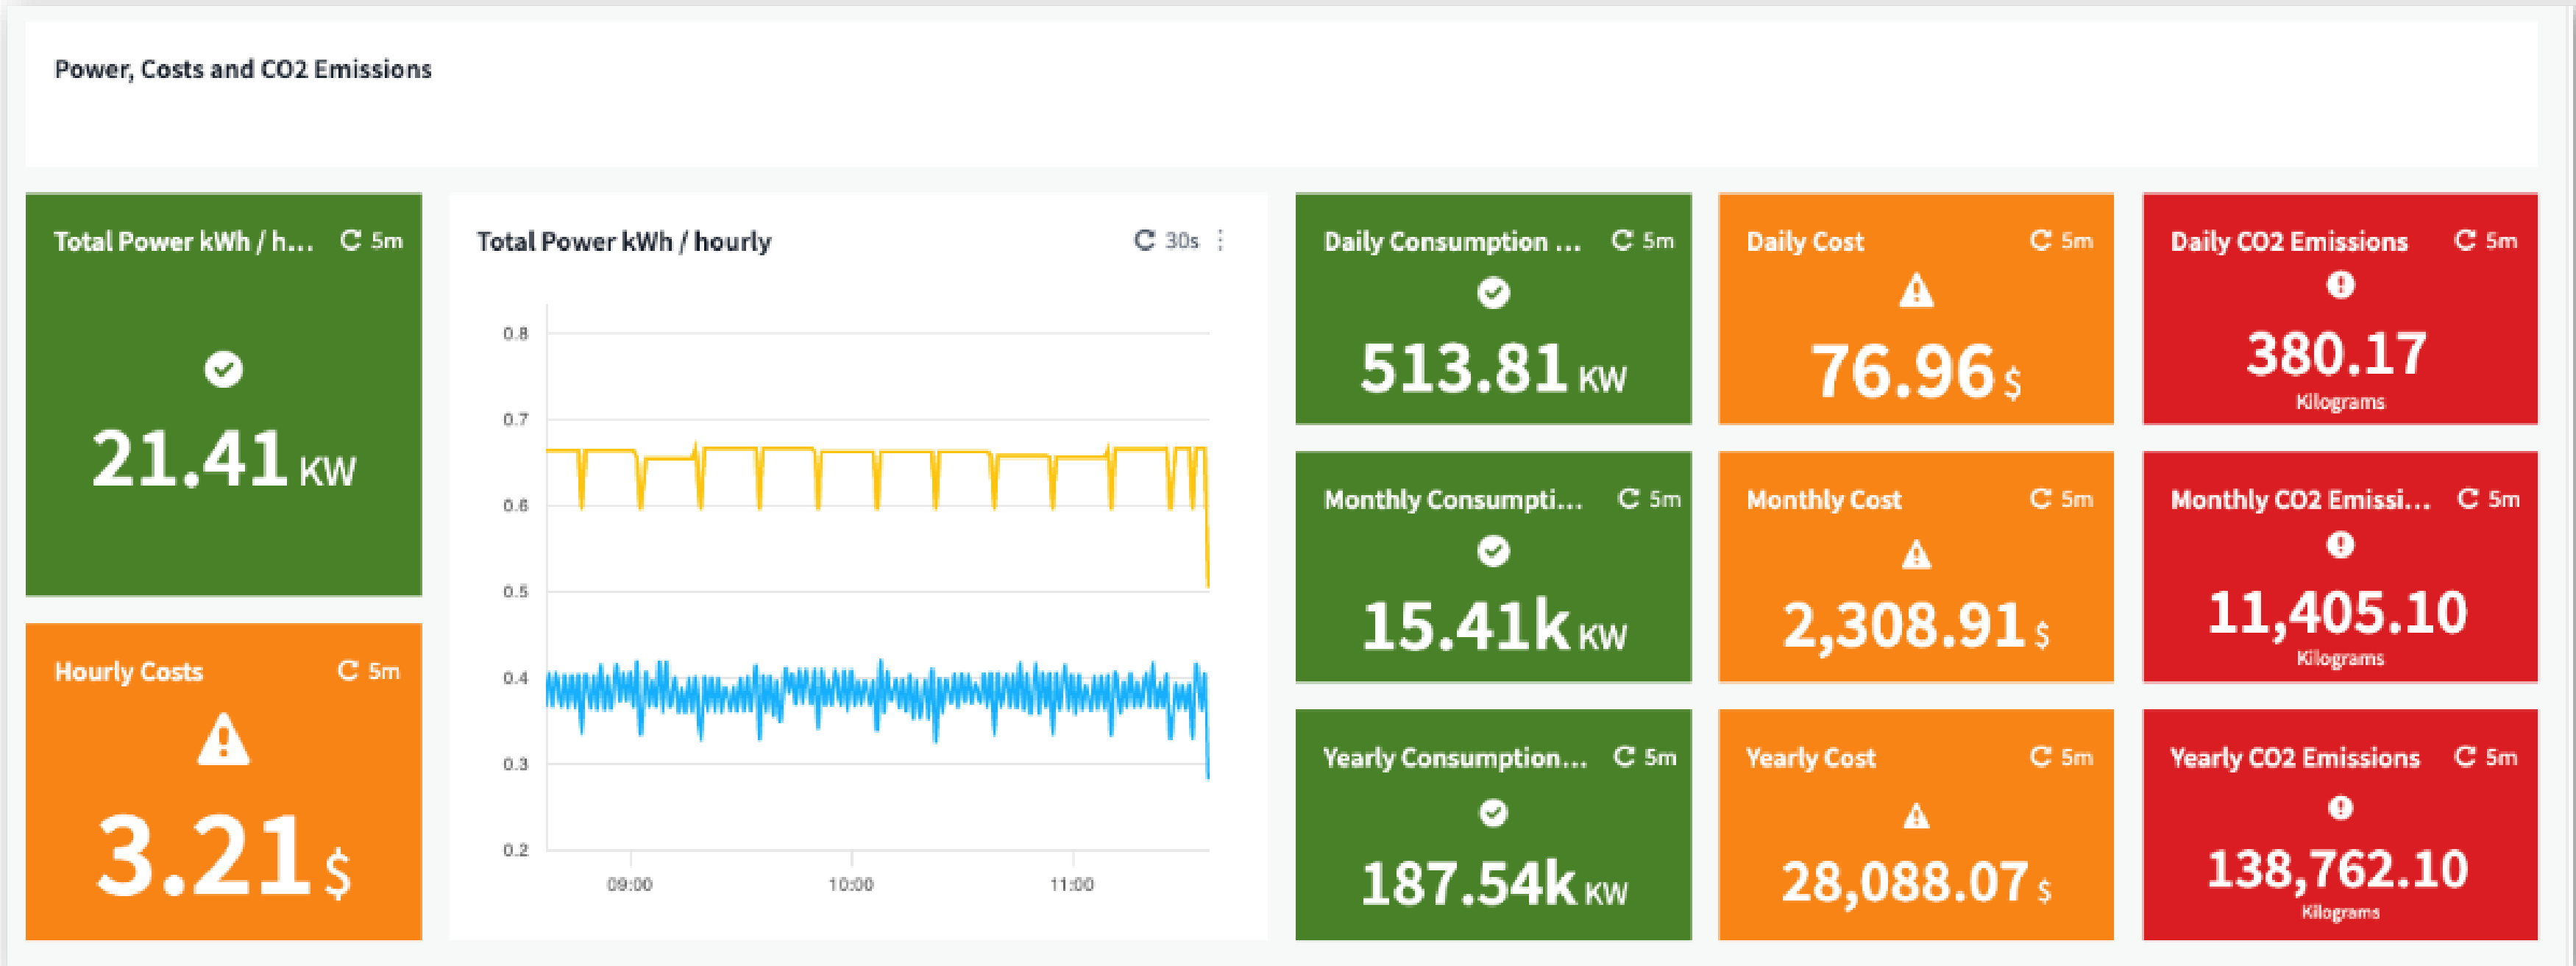 Power, Costs and CO2 Emissions
Total Power kWh / h... 5m
21.41 KW
Hourly Costs 5m
3.21 $
Total Power kWh / hourly 30s
0.8
0.7
0.6
0.5
0.4
0.3
0.2
09:00 10:00 11:00
Daily Consumption ... 5m
513.81 KW
Daily Cost 5m
76.96 $
Daily CO2 Emissions 5m
380.17
Kilograms
Monthly Consumpti... 5m
15.41k KW
Monthly Cost 5m
2,308.91 $
Monthly CO2 Emissi... 5m
11,405.10
Kilograms
Yearly Consumption... 5m
187.54k KW
Yearly Cost 5m
28,088.07 $
Yearly CO2 Emissions 5m
138,762.10
Kilograms